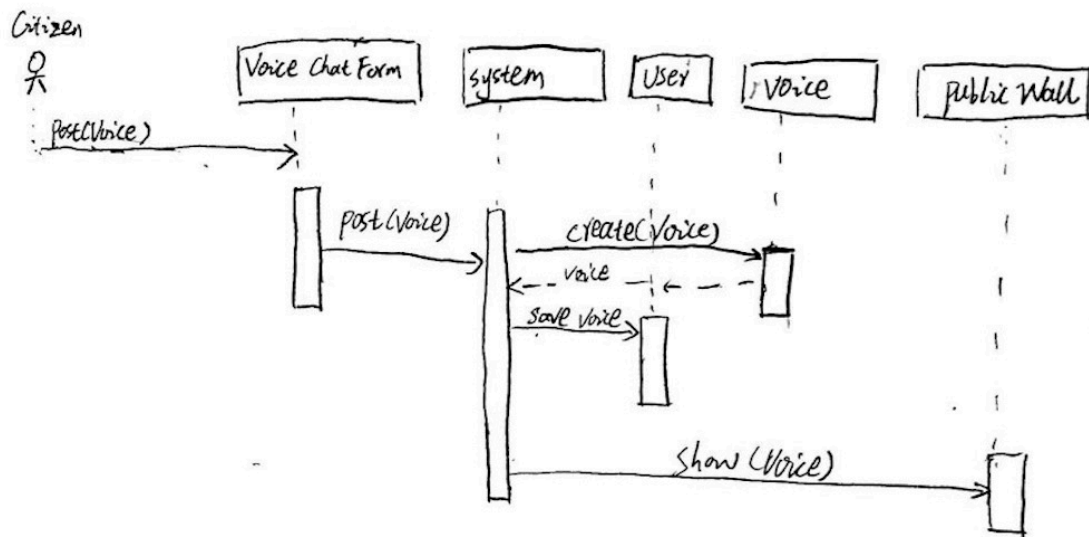 Citizen
Voice Chat Form
system
User
Voice
public Wall
post(Voice)
post(Voice)
create(Voice)
voice
save voice
show (Voice)